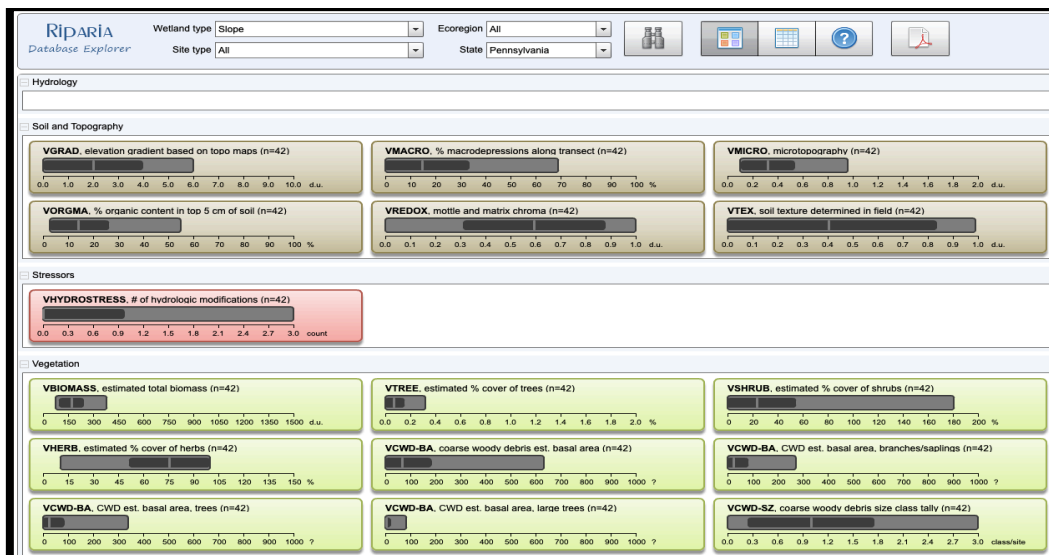 RIPARIA
Database Explorer
Wetland type Slope
Site type All
Ecoregion All
State Pennsylvania
Hydrology
Soil and Topography
VGRAD, elevation gradient based on topo maps (n=42)
0.0 1.0 2.0 3.0 4.0 5.0 6.0 7.0 8.0 9.0 10.0 d.u.
VMACRO, % macrodepressions along transect (n=42)
0 10 20 30 40 50 60 70 80 90 100 %
VMICRO, microtopography (n=42)
0.0 0.2 0.4 0.6 0.8 1.0 1.2 1.4 1.6 1.8 2.0 d.u.
VORGMA, % organic content in top 5 cm of soil (n=42)
0 10 20 30 40 50 60 70 80 90 100 %
VREDOX, mottle and matrix chroma (n=42)
0.0 0.1 0.2 0.3 0.4 0.5 0.6 0.7 0.8 0.9 1.0 d.u.
VTEX, soil texture determined in field (n=42)
0.0 0.1 0.2 0.3 0.4 0.5 0.6 0.7 0.8 0.9 1.0 d.u.
Stressors
VHYDROSTRESS, # of hydrologic modifications (n=42)
0.0 0.3 0.6 0.9 1.2 1.5 1.8 2.1 2.4 2.7 3.0 count
Vegetation
VBIOMASS, estimated total biomass (n=42)
0 150 300 450 600 750 900 1050 1200 1350 1500 d.u.
VTREE, estimated % cover of trees (n=42)
0.0 0.2 0.4 0.6 0.8 1.0 1.2 1.4 1.6 1.8 2.0 %
VSHRUB, estimated % cover of shrubs (n=42)
0 20 40 60 80 100 120 140 160 180 200 %
VHERB, estimated % cover of herbs (n=42)
0 15 30 45 60 75 90 105 120 135 150 %
VCWD-BA, coarse woody debris est. basal area (n=42)
0 100 200 300 400 500 600 700 800 900 1000 ?
VCWD-BA, CWD est. basal area, branches/saplings (n=42)
0 100 200 300 400 500 600 700 800 900 1000 ?
VCWD-BA, CWD est. basal area, trees (n=42)
0 100 200 300 400 500 600 700 800 900 1000 ?
VCWD-BA, CWD est. basal area, large trees (n=42)
0 100 200 300 400 500 600 700 800 900 1000 ?
VCWD-SZ, coarse woody debris size class tally (n=42)
0.0 0.3 0.6 0.9 1.2 1.5 1.8 2.1 2.4 2.7 3.0 class/site